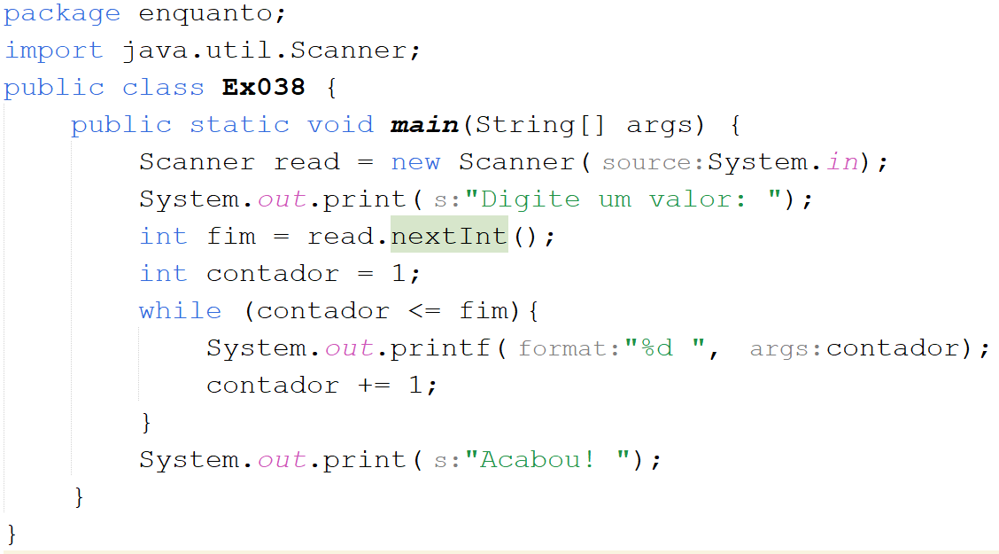 package enquanto;
import java.util.Scanner;
public class Ex038 {
    public static void main(String[] args) {
        Scanner read = new Scanner( source:System.in);
        System.out.print( s:"Digite um valor: ");
        int fim = read.nextInt();
        int contador = 1;
        while (contador <= fim){
            System.out.printf( format:"%d ", args:contador);
            contador += 1;
        }
        System.out.print( s:"Acabou! ");
    }
}